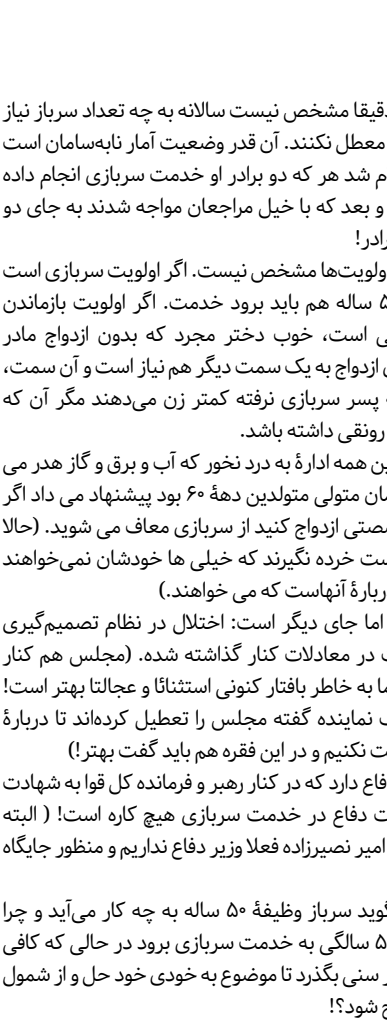 دقیقا مشخص نیست سالانه به چه تعداد سرباز نیاز
معطل نکنند. آن قدر وضعیت آمار نابه‌سامان است
م شد هر که دو برادر او خدمت سربازی انجام داده
و بعد که با خیل مراجعان مواجه شدند به جای دو
رادر!
ولویت‌ها مشخص نیست. اگر اولویت سربازی است
۵ ساله هم باید برود خدمت. اگر اولویت بازماندن
ی است، خوب دختر مجرد که بدون ازدواج مادر
ن ازدواج به یک سمت دیگر هم نیاز است و آن سمت،
ه پسر سربازی نرفته کمتر زن می‌دهند مگر آن که
رونقی داشته باشد.
ین همه ادارهٔ به درد نخور که آب و برق و گاز هدر می
مان متولی متولدین دههٔ ۶۰ بود پیشنهاد می داد اگر
صتی ازدواج کنید از سربازی معاف می شوید. (حالا
ست خرده نگیرند که خیلی ها خودشان نمی‌خواهند
ربارهٔ آنهاست که می خواهند.)
اما جای دیگر است: اختلال در نظام تصمیم‌گیری
ب در معادلات کنار گذاشته شده. (مجلس هم کنار
ما به خاطر بافتار کنونی استثنائا و عجالتا بهتر است!
ک نماینده گفته مجلس را تعطیل کرده‌اند تا دربارهٔ
ت نکنیم و در این فقره هم باید گفت بهتر!)
فاع دارد که در کنار رهبر و فرمانده کل قوا به شهادت
ت دفاع در خدمت سربازی هیچ کاره است! ( البته
امیر نصیرزاده فعلا وزیر دفاع نداریم و منظور جایگاه
گوید سرباز وظیفهٔ ۵۰ ساله به چه کار می‌آید و چرا
۵ سالگی به خدمت سربازی برود در حالی که کافی
ر سنی بگذرد تا موضوع به خودی خود حل و از شمول
ج شود؟!